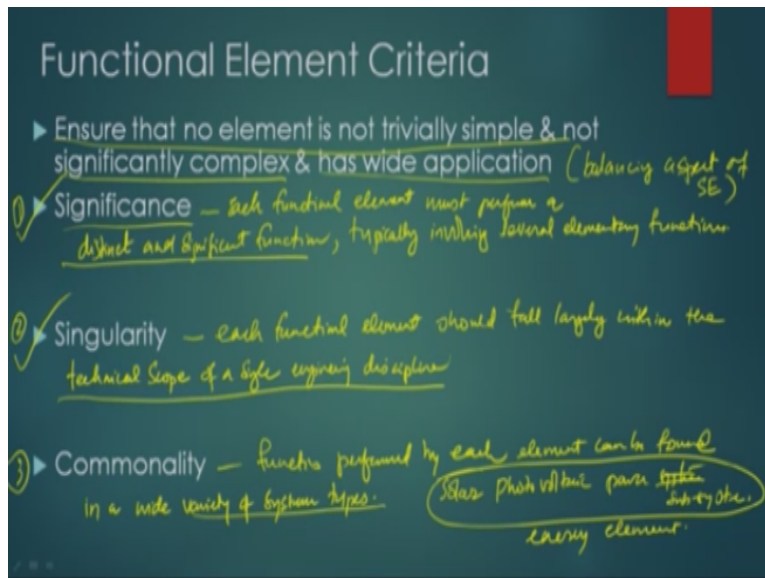 Functional Element Criteria
Ensure that no element is not trivially simple & not
significantly complex & has wide application (balancing aspect of
SE)
① Significance — each functional element must perform a
distinct and significant function, typically involving several elementary functions
② Singularity — each functional element should fall largely within the
technical scope of a single engineering discipline
③ Commonality — function performed by each element can be found
in a wide variety of system types. Solar photovoltaic power
energy element.